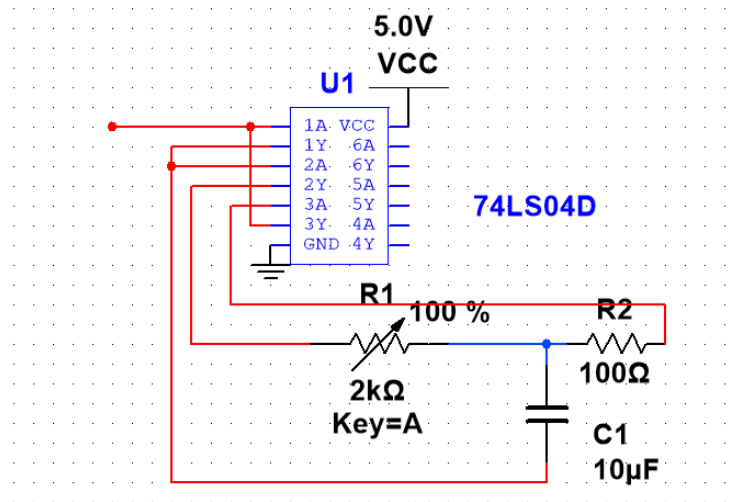 5.0V
VCC
U1
1A VCC
1Y 6A
2A 6Y
2Y 5A
3A 5Y
3Y 4A
GND 4Y
74LS04D
R1
100 %
R2
2kΩ
Key=A
100Ω
C1
10µF